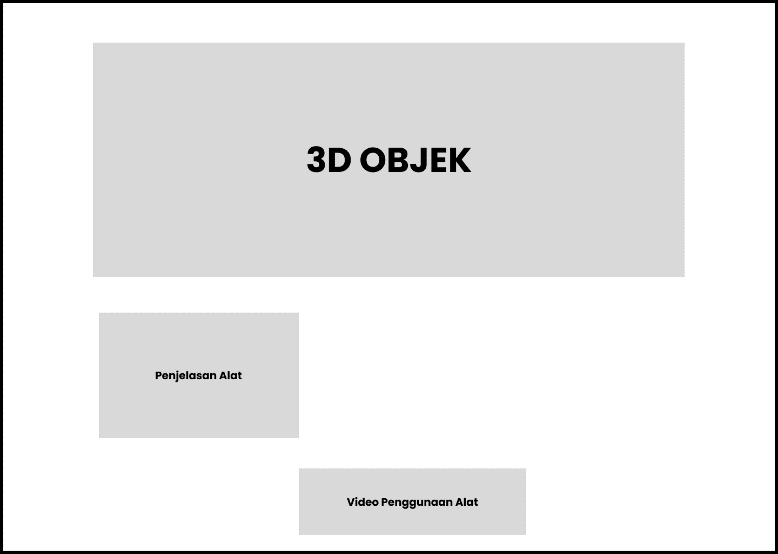 3D OBJEK
Penjelasan Alat
Video Penggunaan Alat